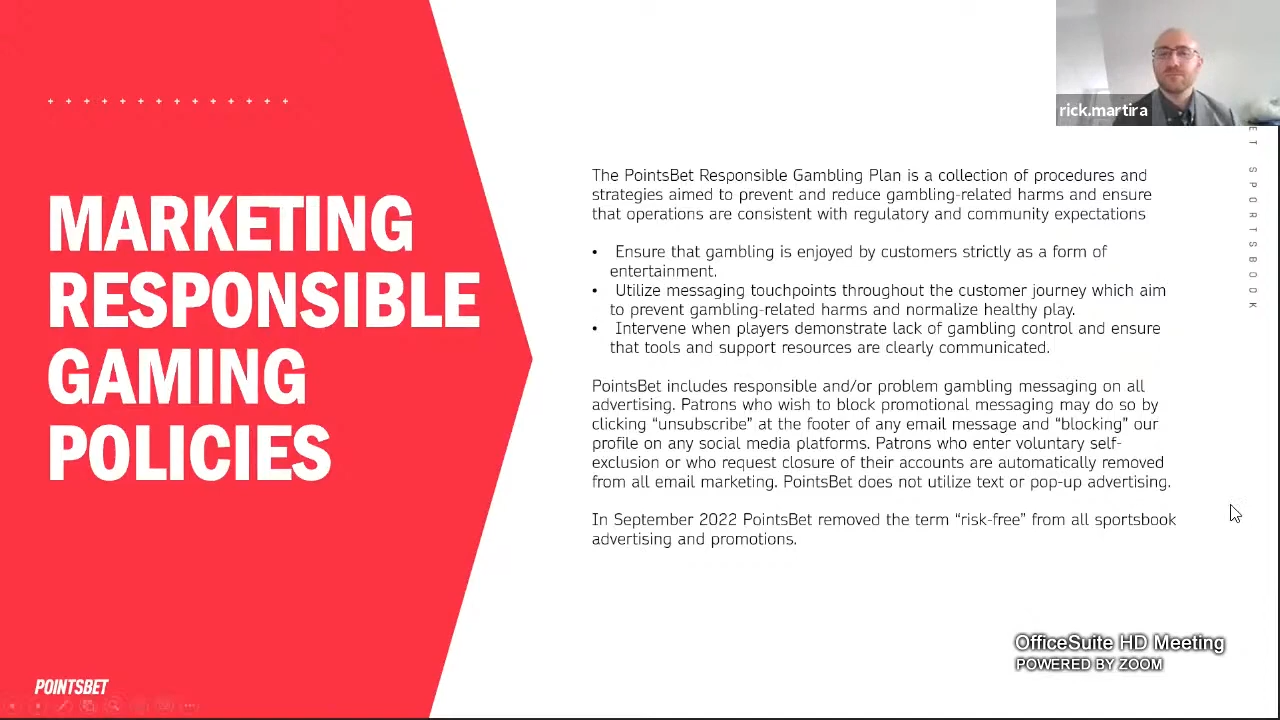 rick.martira
ET SPORTSBOOK
MARKETING
RESPONSIBLE
GAMING
POLICIES
The PointsBet Responsible Gambling Plan is a collection of procedures and
strategies aimed to prevent and reduce gambling-related harms and ensure
that operations are consistent with regulatory and community expectations
• Ensure that gambling is enjoyed by customers strictly as a form of
entertainment.
• Utilize messaging touchpoints throughout the customer journey which aim
to prevent gambling-related harms and normalize healthy play.
• Intervene when players demonstrate lack of gambling control and ensure
that tools and support resources are clearly communicated.
PointsBet includes responsible and/or problem gambling messaging on all
advertising. Patrons who wish to block promotional messaging may do so by
clicking “unsubscribe” at the footer of any email message and “blocking” our
profile on any social media platforms. Patrons who enter voluntary self-
exclusion or who request closure of their accounts are automatically removed
from all email marketing. PointsBet does not utilize text or pop-up advertising.
In September 2022 PointsBet removed the term “risk-free” from all sportsbook
advertising and promotions.
OfficeSuite HD Meeting
POWERED BY ZOOM
POINTSBET